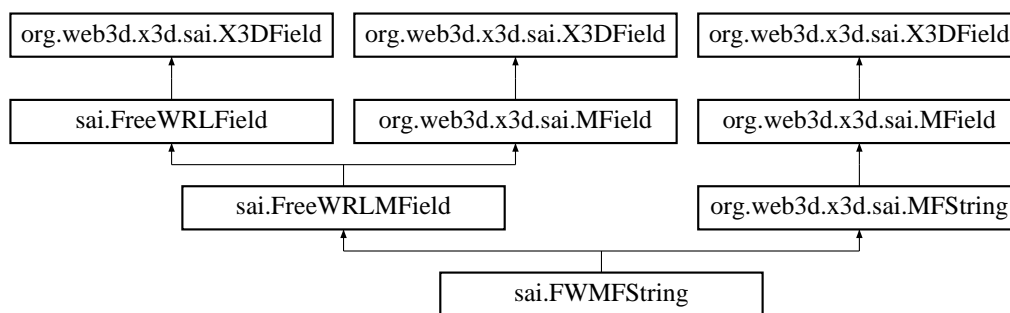 org.web3d.x3d.sai.X3DField
org.web3d.x3d.sai.X3DField
org.web3d.x3d.sai.X3DField
sai.FreeWRLField
org.web3d.x3d.sai.MField
org.web3d.x3d.sai.MField
sai.FreeWRLMField
org.web3d.x3d.sai.MFString
sai.FWMFString